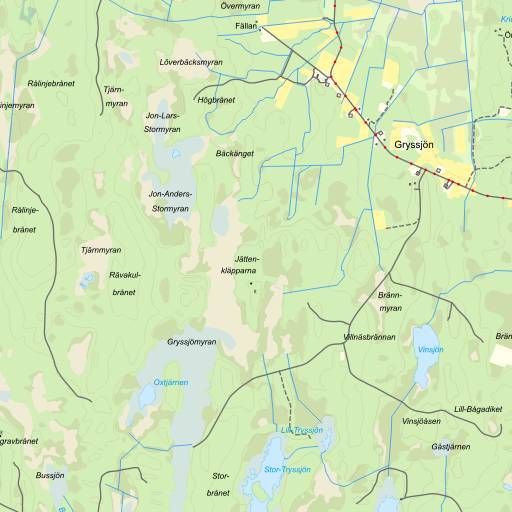 Övermyran
Fällan
Löverbäcksmyran
Rälinjebränet
Tjärn-
myran
Högbränet
Jon-Lars-
Stormyran
Gryssjön
Bäckänget
Jon-Anders-
Stormyran
Rälinje-
bränet
Tjärnmyran
Jätten-
kläpparna
Rävakul-
bränet
Bränn-
myran
Villnäsbrännan
Gryssjömyran
Vinsjön
Oxtjärnen
Lill-Bågadiket
Vinsjöåsen
Lill-Tryssjön
Gåstjärnen
Stor-Tryssjön
Stor-
bränet
Bussjön